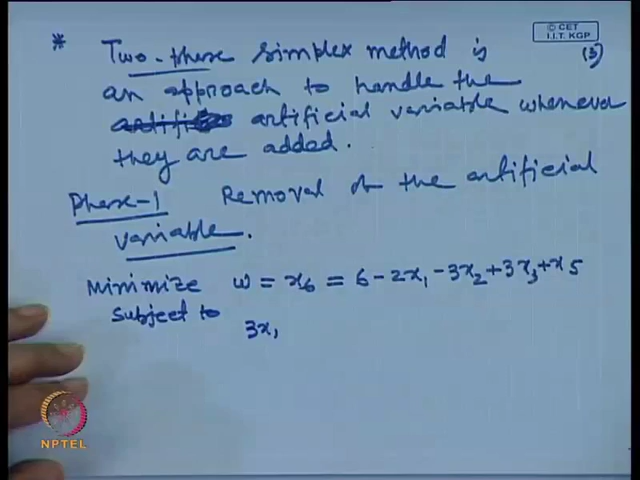 © CET
I.I.T. KGP
(3)
* Two-phase simplex method is
an approach to handle the
artificial variable whenever
they are added.
Phase-1 Removal of the artificial
variable.
Minimize w = x₆ = 6 - 2x₁ - 3x₂ + 3x₃ + x₅
Subject to
3x₁
NPTEL